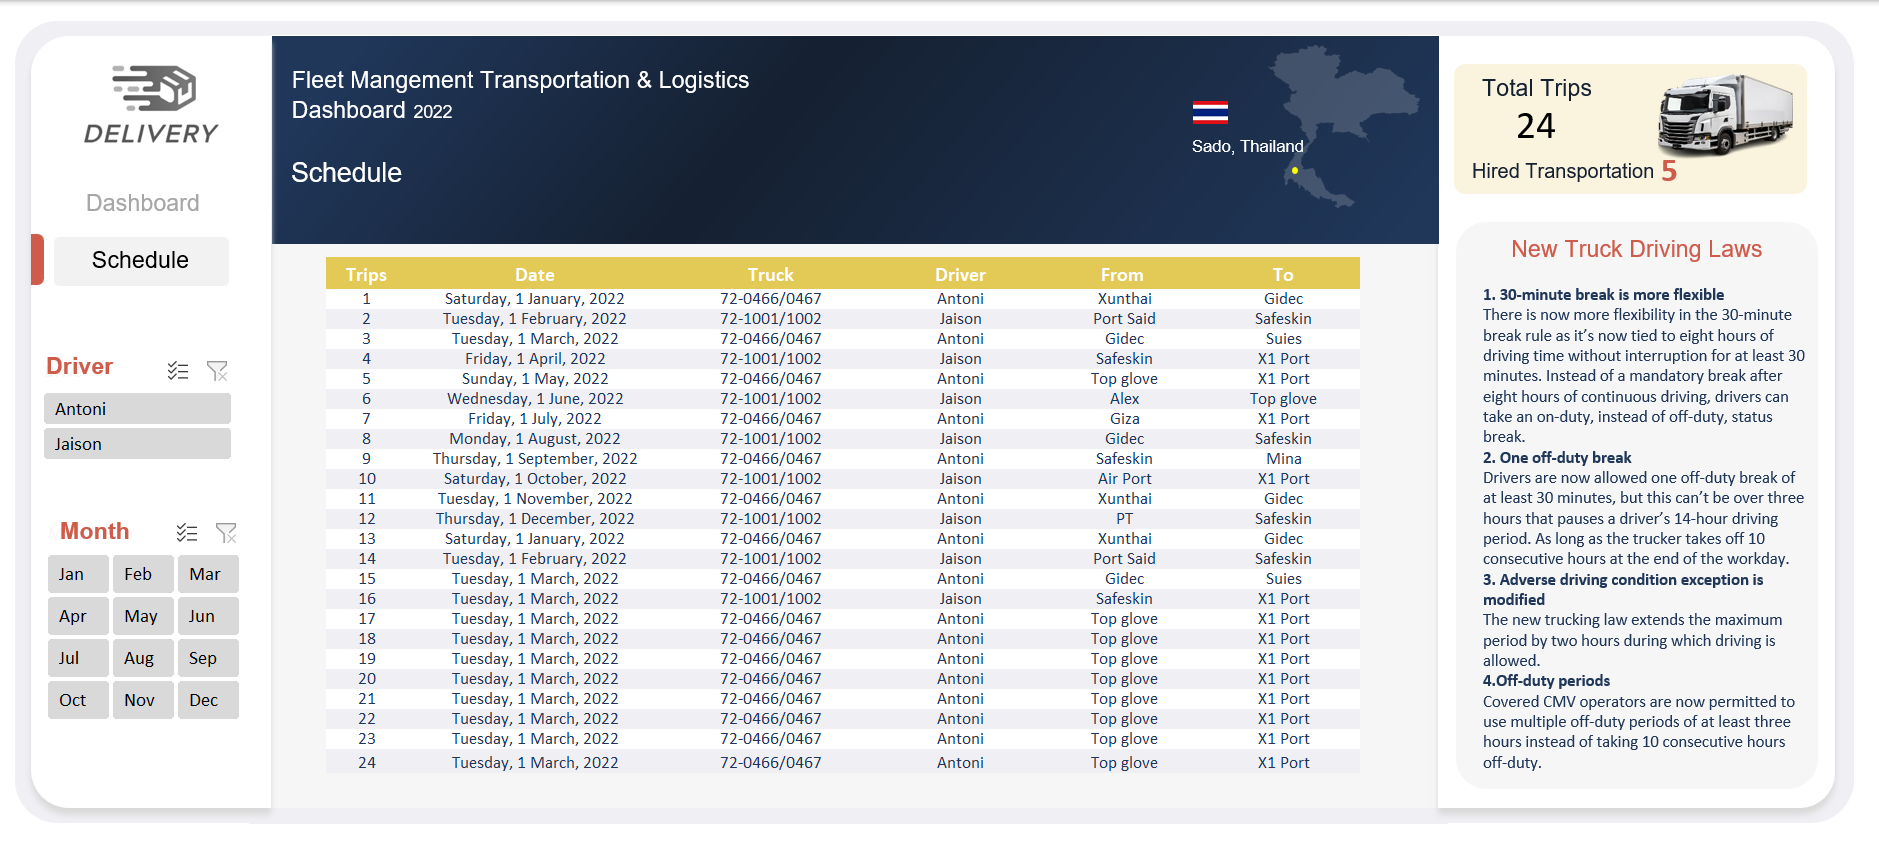 DELIVERY
Dashboard
Schedule
Driver
Antoni
Jaison
Month
Jan Feb Mar
Apr May Jun
Jul Aug Sep
Oct Nov Dec
Fleet Mangement Transportation & Logistics
Dashboard 2022
Schedule
Sado, Thailand
Trips Date Truck Driver From To
1 Saturday, 1 January, 2022 72-0466/0467 Antoni Xunthai Gidec
2 Tuesday, 1 February, 2022 72-1001/1002 Jaison Port Said Safeskin
3 Tuesday, 1 March, 2022 72-0466/0467 Antoni Gidec Suies
4 Friday, 1 April, 2022 72-1001/1002 Jaison Safeskin X1 Port
5 Sunday, 1 May, 2022 72-0466/0467 Antoni Top glove X1 Port
6 Wednesday, 1 June, 2022 72-1001/1002 Jaison Alex Top glove
7 Friday, 1 July, 2022 72-0466/0467 Antoni Giza X1 Port
8 Monday, 1 August, 2022 72-1001/1002 Jaison Gidec Safeskin
9 Thursday, 1 September, 2022 72-0466/0467 Antoni Safeskin Mina
10 Saturday, 1 October, 2022 72-1001/1002 Jaison Air Port X1 Port
11 Tuesday, 1 November, 2022 72-0466/0467 Antoni Xunthai Gidec
12 Thursday, 1 December, 2022 72-1001/1002 Jaison PT Safeskin
13 Saturday, 1 January, 2022 72-0466/0467 Antoni Xunthai Gidec
14 Tuesday, 1 February, 2022 72-1001/1002 Jaison Port Said Safeskin
15 Tuesday, 1 March, 2022 72-0466/0467 Antoni Gidec Suies
16 Tuesday, 1 March, 2022 72-1001/1002 Jaison Safeskin X1 Port
17 Tuesday, 1 March, 2022 72-0466/0467 Antoni Top glove X1 Port
18 Tuesday, 1 March, 2022 72-0466/0467 Antoni Top glove X1 Port
19 Tuesday, 1 March, 2022 72-0466/0467 Antoni Top glove X1 Port
20 Tuesday, 1 March, 2022 72-0466/0467 Antoni Top glove X1 Port
21 Tuesday, 1 March, 2022 72-0466/0467 Antoni Top glove X1 Port
22 Tuesday, 1 March, 2022 72-0466/0467 Antoni Top glove X1 Port
23 Tuesday, 1 March, 2022 72-0466/0467 Antoni Top glove X1 Port
24 Tuesday, 1 March, 2022 72-0466/0467 Antoni Top glove X1 Port
Total Trips
24
Hired Transportation 5
New Truck Driving Laws
1. 30-minute break is more flexible
There is now more flexibility in the 30-minute
break rule as it’s now tied to eight hours of
driving time without interruption for at least 30
minutes. Instead of a mandatory break after
eight hours of continuous driving, drivers can
take an on-duty, instead of off-duty, status
break.
2. One off-duty break
Drivers are now allowed one off-duty break of
at least 30 minutes, but this can’t be over three
hours that pauses a driver’s 14-hour driving
period. As long as the trucker takes off 10
consecutive hours at the end of the workday.
3. Adverse driving condition exception is
modified
The new trucking law extends the maximum
period by two hours during which driving is
allowed.
4.Off-duty periods
Covered CMV operators are now permitted to
use multiple off-duty periods of at least three
hours instead of taking 10 consecutive hours
off-duty.